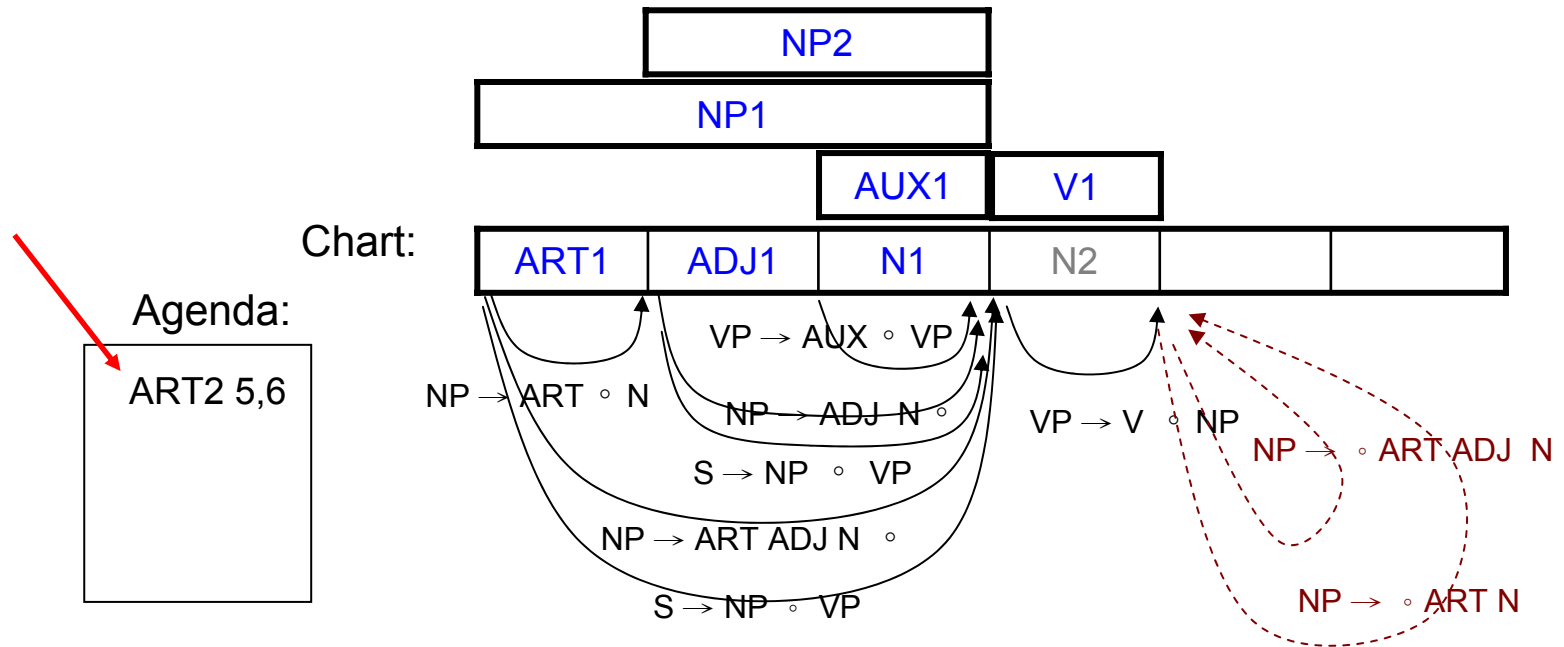 NP2
NP1
AUX1 V1
Chart:
ART1 ADJ1 N1 N2
Agenda:
ART2 5,6
VP → AUX ◦ VP
NP → ART ◦ N
NP → ADJ N ◦
VP → V ◦ NP
NP → ◦ ART ADJ N
S → NP ◦ VP
NP → ART ADJ N ◦
S → NP ◦ VP
NP → ◦ ART N